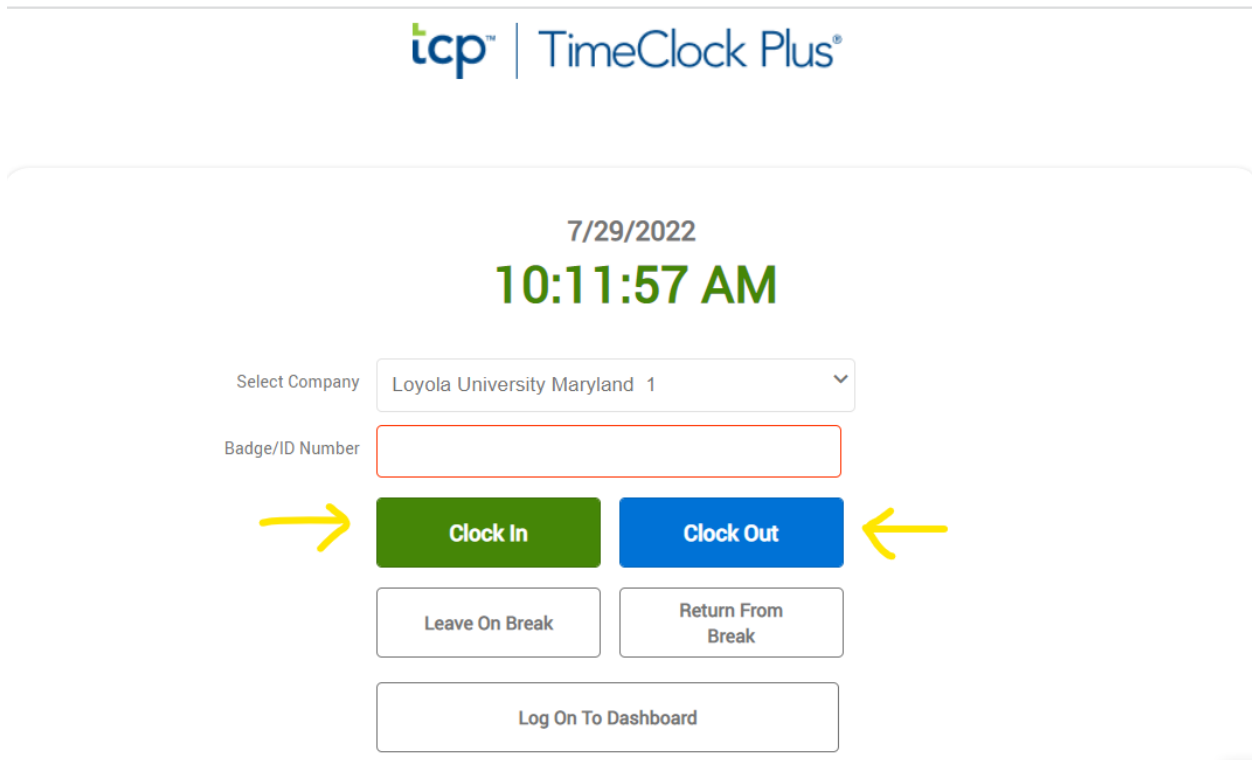 tcp™ | TimeClock Plus®
7/29/2022
10:11:57 AM
Select Company
Loyola University Maryland 1
Badge/ID Number
Clock In
Clock Out
Leave On Break
Return From
Break
Log On To Dashboard